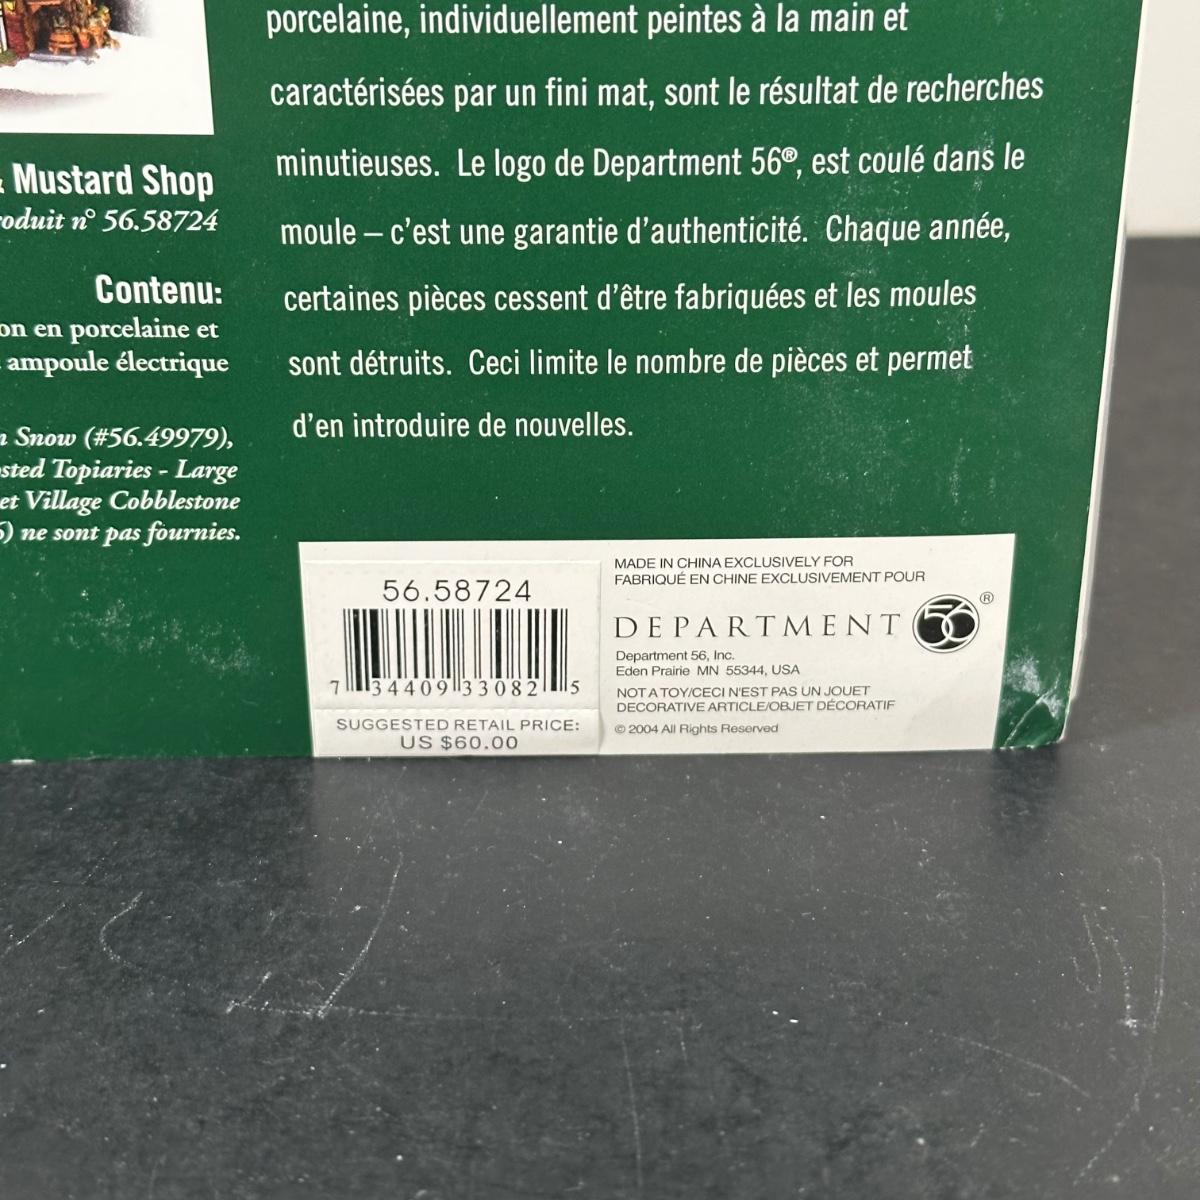 Mustard Shop
n° 56.58724
Contenu:
en porcelaine et
ampoule électrique
Snow (#56.49979),
Topiaries - Large
et Village Cobblestone
ne sont pas fournies.
porcelaine, individuellement peintes à la main et
caractérisées par un fini mat, sont le résultat de recherches
minutieuses. Le logo de Department 56®, est coulé dans le
moule – c'est une garantie d'authenticité. Chaque année,
certaines pièces cessent d'être fabriquées et les moules
sont détruits. Ceci limite le nombre de pièces et permet
d'en introduire de nouvelles.
56.58724
7 34409 33082 5
SUGGESTED RETAIL PRICE:
US $60.00
MADE IN CHINA EXCLUSIVELY FOR
FABRIQUÉ EN CHINE EXCLUSIVEMENT POUR
DEPARTMENT 56®
Department 56, Inc.
Eden Prairie MN 55344, USA
NOT A TOY/CECI N'EST PAS UN JOUET
DECORATIVE ARTICLE/OBJET DÉCORATIF
© 2004 All Rights Reserved